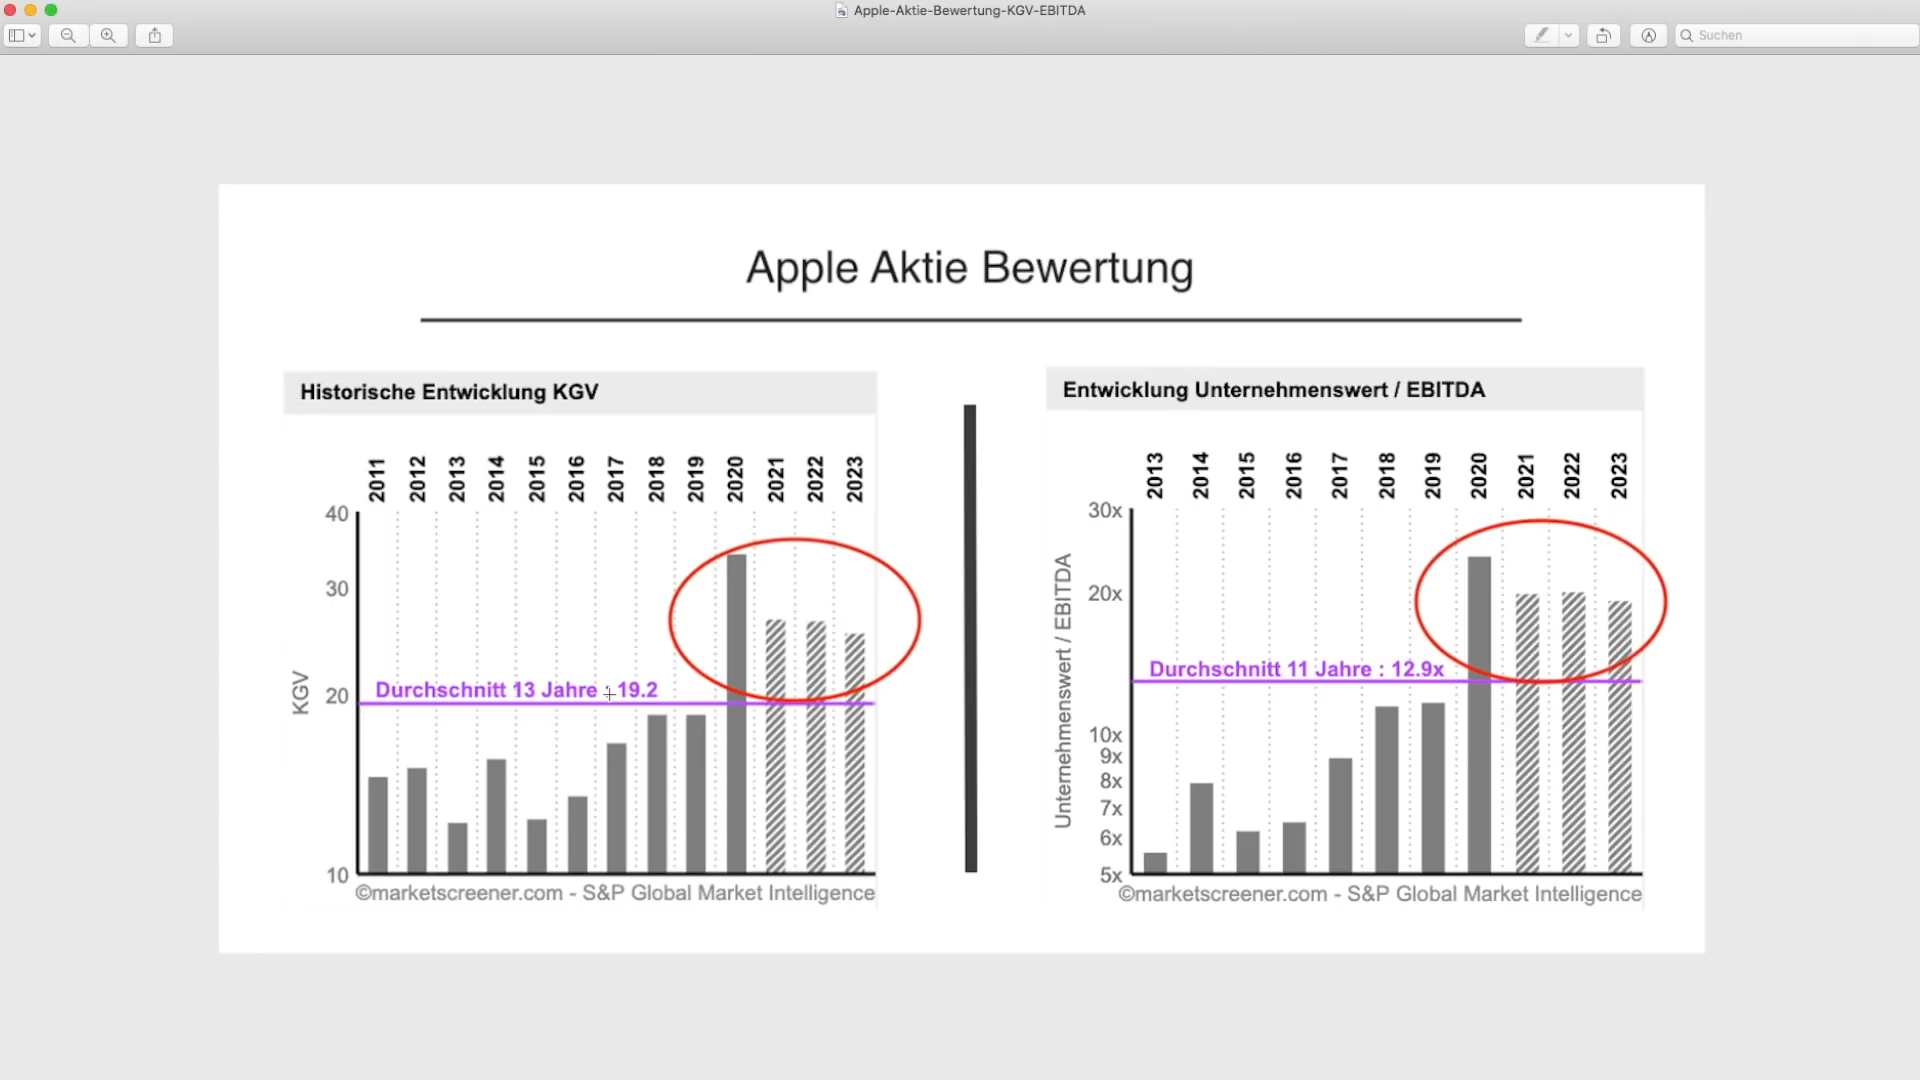 Apple-Aktie-Bewertung-KGV-EBITDA
Suchen
Apple Aktie Bewertung
Historische Entwicklung KGV
2011 2012 2013 2014 2015 2016 2017 2018 2019 2020 2021 2022 2023
40
30
20
10
KGV
Durchschnitt 13 Jahre : 19.2
©marketscreener.com - S&P Global Market Intelligence
Entwicklung Unternehmenswert / EBITDA
2013 2014 2015 2016 2017 2018 2019 2020 2021 2022 2023
30x
20x
10x
9x
8x
7x
6x
5x
Unternehmenswert / EBITDA
Durchschnitt 11 Jahre : 12.9x
©marketscreener.com - S&P Global Market Intelligence